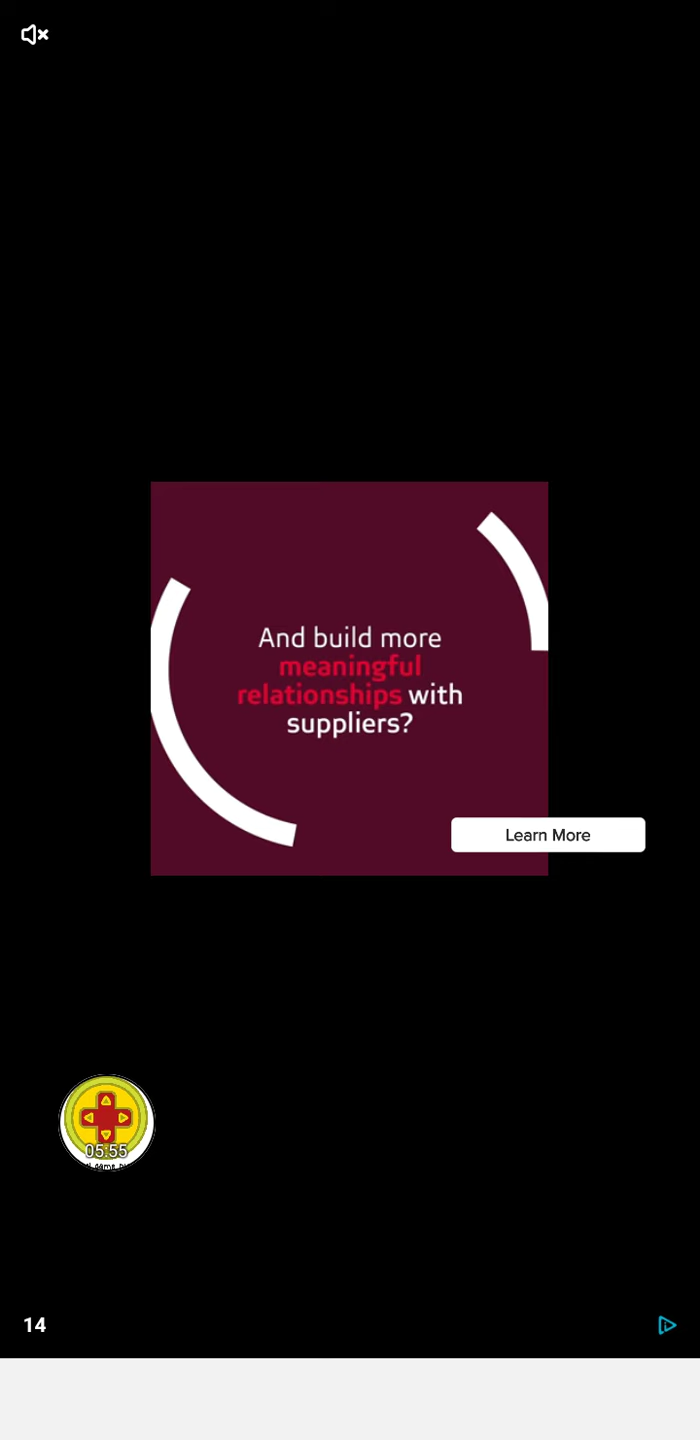 And build more
meaningful
relationships with
suppliers?
Learn More
05:55
14